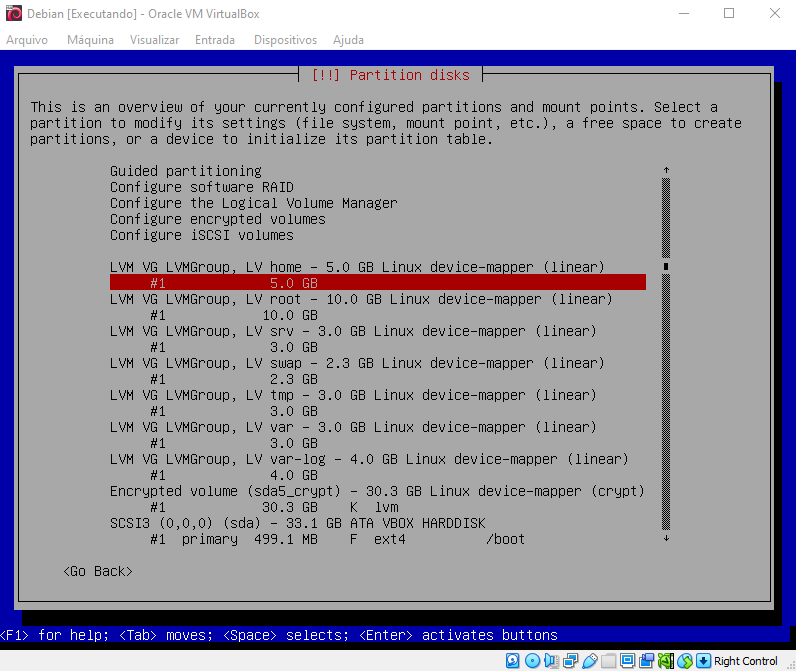 Debian [Executando] - Oracle VM VirtualBox
Arquivo Máquina Visualizar Entrada Dispositivos Ajuda
[!!] Partition disks
This is an overview of your currently configured partitions and mount points. Select a
partition to modify its settings (file system, mount point, etc.), a free space to create
partitions, or a device to initialize its partition table.
Guided partitioning
Configure software RAID
Configure the Logical Volume Manager
Configure encrypted volumes
Configure iSCSI volumes
LVM VG LVMGroup, LV home - 5.0 GB Linux device-mapper (linear)
#1 5.0 GB
LVM VG LVMGroup, LV root - 10.0 GB Linux device-mapper (linear)
#1 10.0 GB
LVM VG LVMGroup, LV srv - 3.0 GB Linux device-mapper (linear)
#1 3.0 GB
LVM VG LVMGroup, LV swap - 2.3 GB Linux device-mapper (linear)
#1 2.3 GB
LVM VG LVMGroup, LV tmp - 3.0 GB Linux device-mapper (linear)
#1 3.0 GB
LVM VG LVMGroup, LV var - 3.0 GB Linux device-mapper (linear)
#1 3.0 GB
LVM VG LVMGroup, LV var-log - 4.0 GB Linux device-mapper (linear)
#1 4.0 GB
Encrypted volume (sda5_crypt) - 30.3 GB Linux device-mapper (crypt)
#1 30.3 GB K lvm
SCSI3 (0,0,0) (sda) - 33.1 GB ATA VBOX HARDDISK
#1 primary 499.1 MB F ext4 /boot
<Go Back>
<F1> for help; <Tab> moves; <Space> selects; <Enter> activates buttons
Right Control